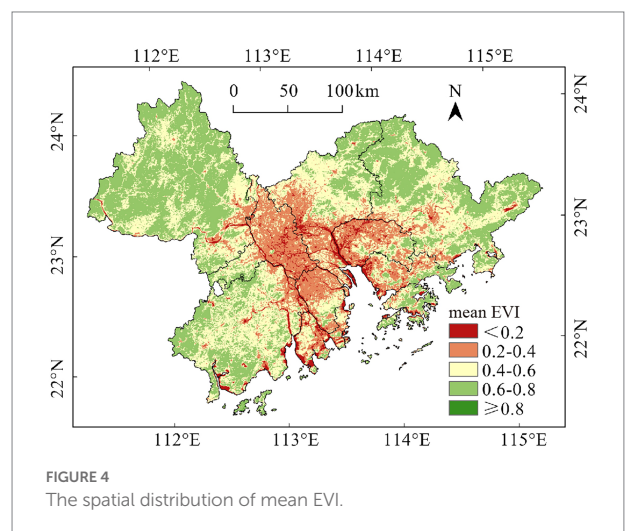 112°E 113°E 114°E 115°E
0 50 100 km
N
24°N 24°N
23°N 23°N
22°N 22°N
mean EVI
<0.2
0.2-0.4
0.4-0.6
0.6-0.8
≥0.8
112°E 113°E 114°E 115°E
FIGURE 4
The spatial distribution of mean EVI.